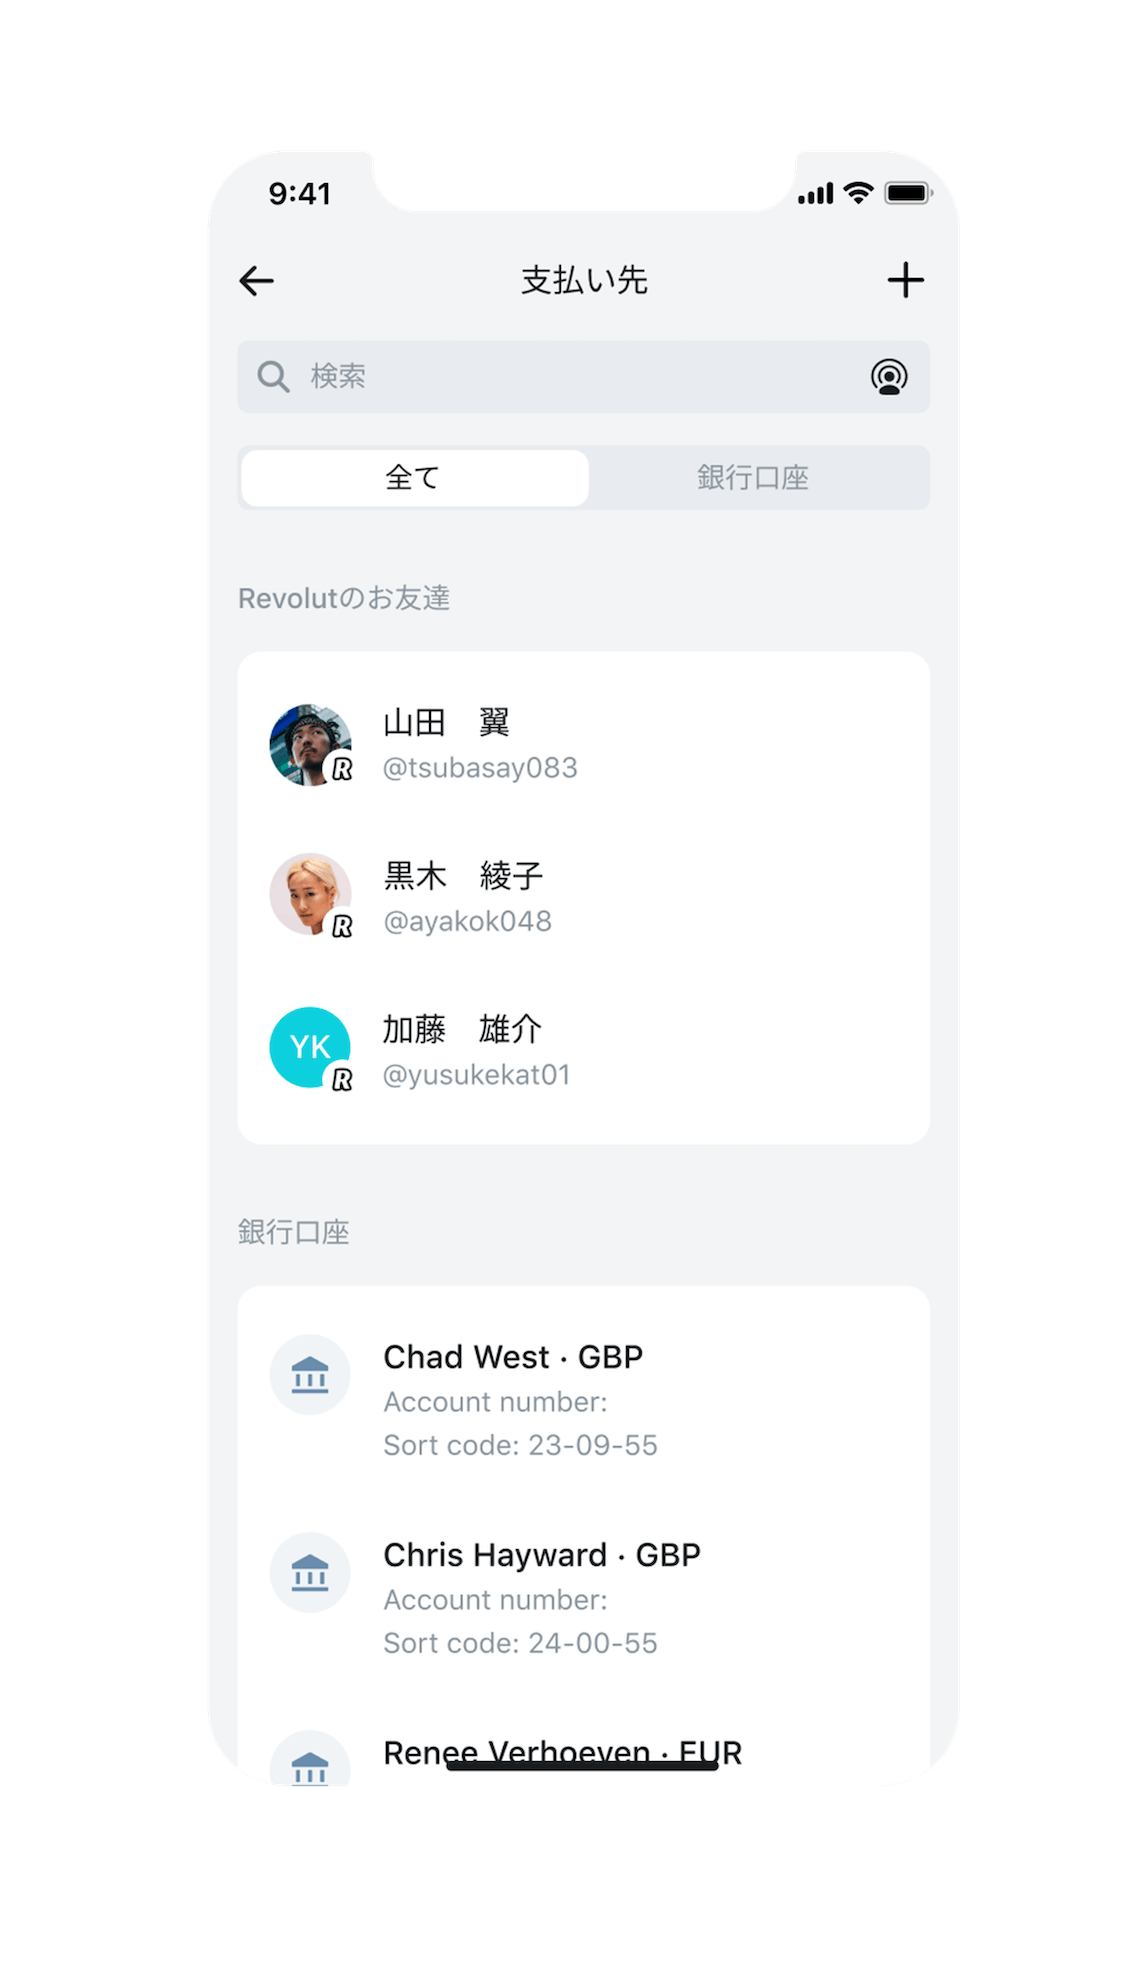 9:41
支払い先
検索
全て 銀行口座
Revolutのお友達
山田　翼
@tsubasay083
R
黒木　綾子
@ayakok048
R
加藤　雄介
YK
@yusukekat01
R
銀行口座
Chad West · GBP
Account number:
Sort code: 23-09-55
Chris Hayward · GBP
Account number:
Sort code: 24-00-55
Renee Verhoeven · EUR